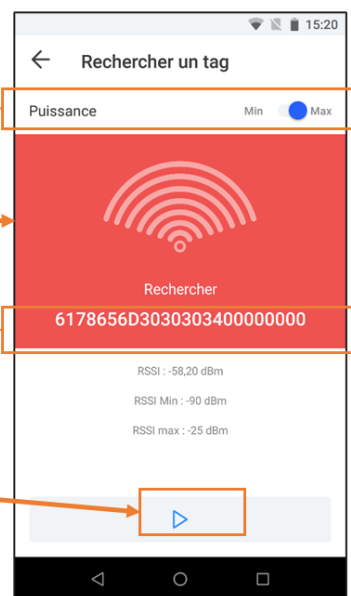 15:20
Rechercher un tag
Puissance Min Max
Rechercher
6178656D3030303400000000
RSSI : -58,20 dBm
RSSI Min : -90 dBm
RSSI max : -25 dBm